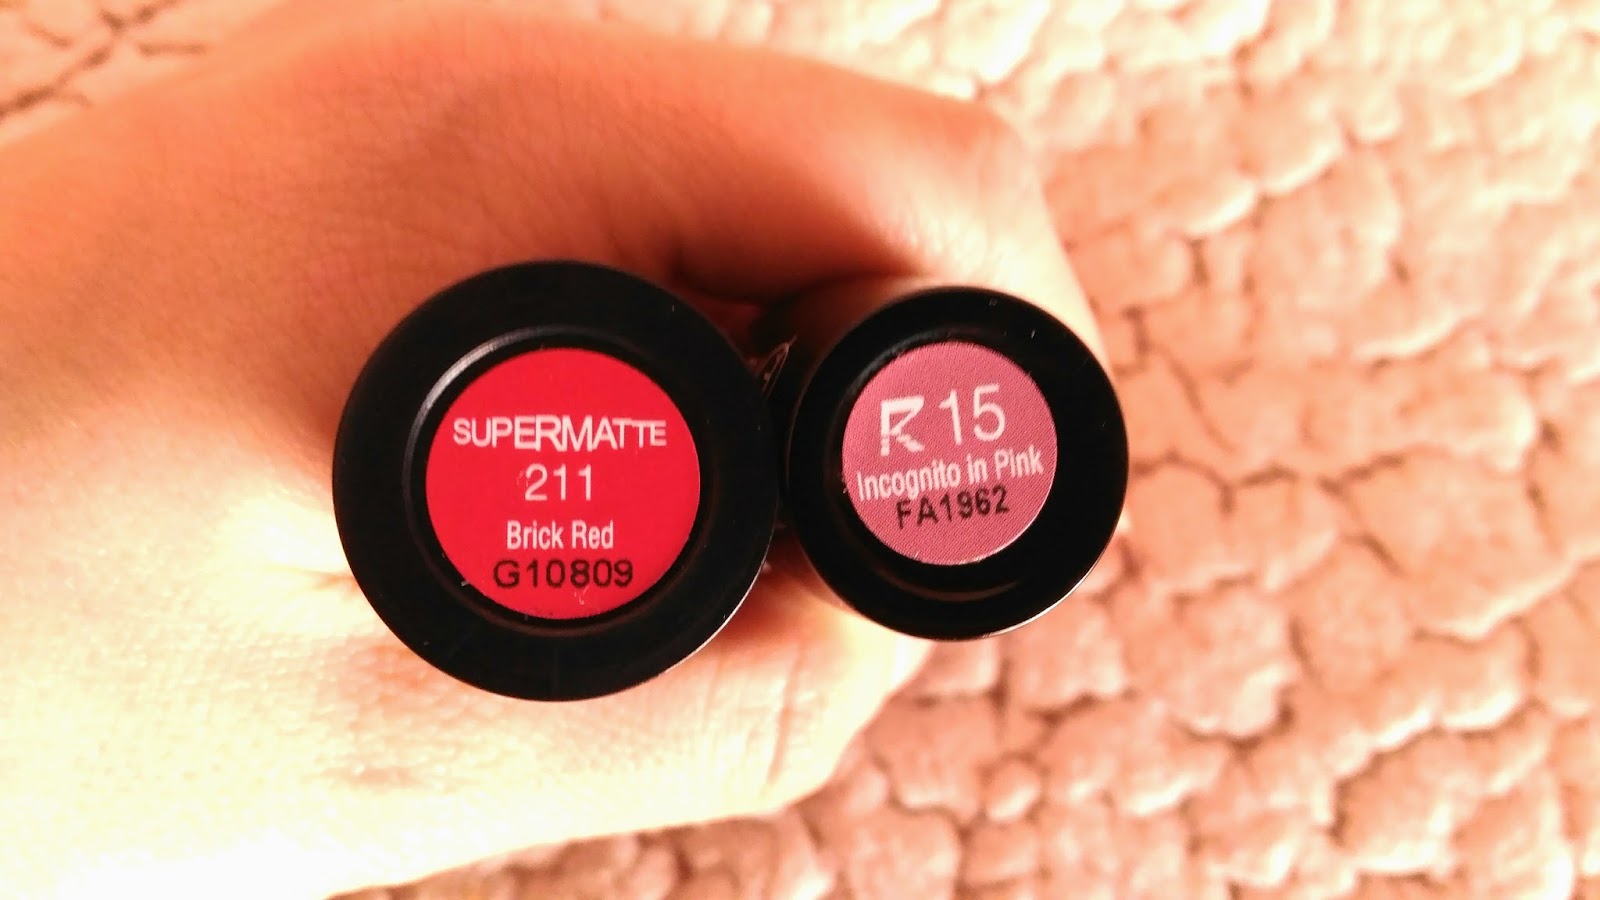 SUPERMATTE
211
Brick Red
G10809
R 15
Incognito in Pink
FA1962